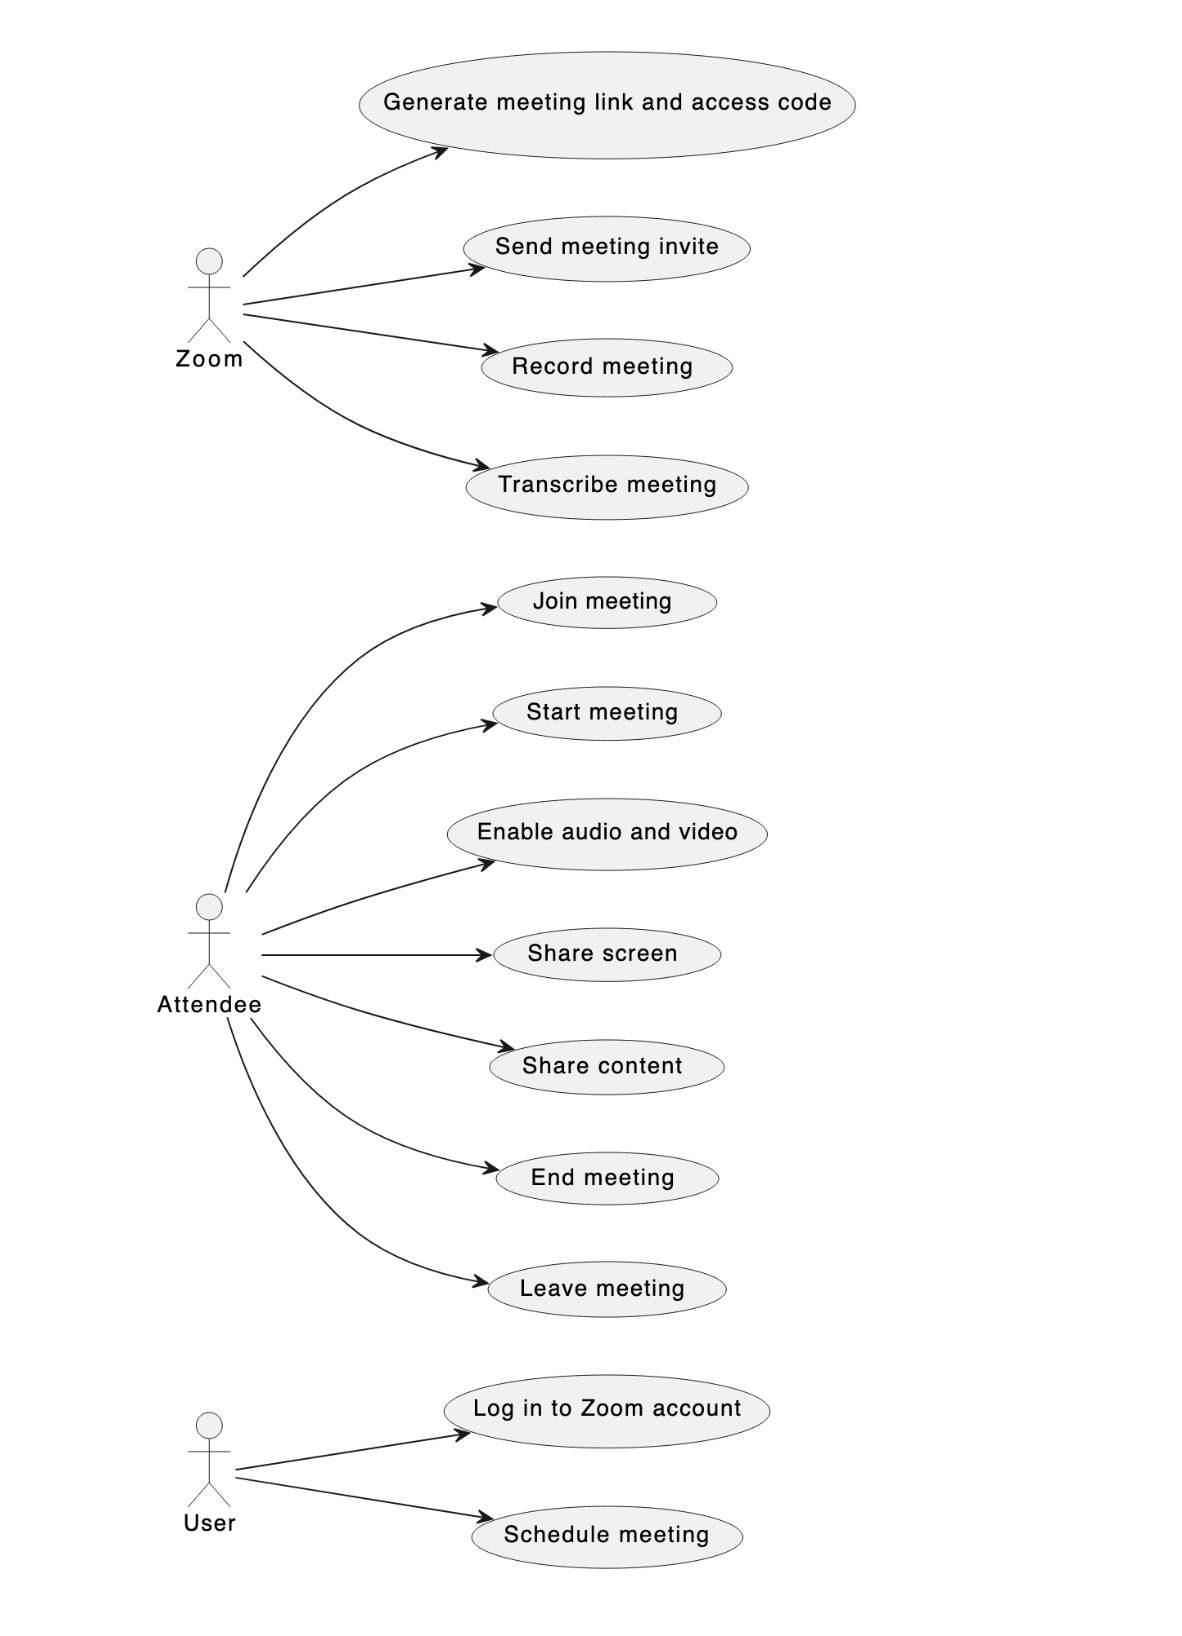 Generate meeting link and access code
Send meeting invite
Zoom
Record meeting
Transcribe meeting
Join meeting
Start meeting
Enable audio and video
Share screen
Attendee
Share content
End meeting
Leave meeting
Log in to Zoom account
User
Schedule meeting